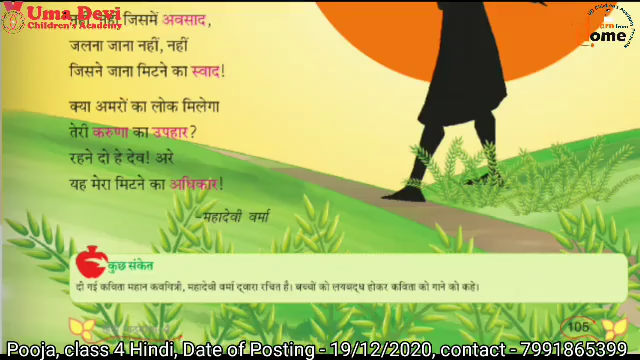 Uma Devi
Children's Academy
जिसमें अवसाद,
जलना जाना नहीं, नहीं
जिसने जाना मिटने का स्वाद!
क्या अमरों का लोक मिलेगा
तेरी करुणा का उपहार?
रहने दो हे देव! अरे
यह मेरा मिटने का अधिकार!
–महादेवी वर्मा
कुछ संकेत
दी गई कविता महान कवयित्री, महादेवी वर्मा द्वारा रचित है। बच्चों को लयबद्ध होकर कविता को गाने को कहें।
105
Pooja, class 4 Hindi, Date of Posting - 19/12/2020, contact - 7991865399